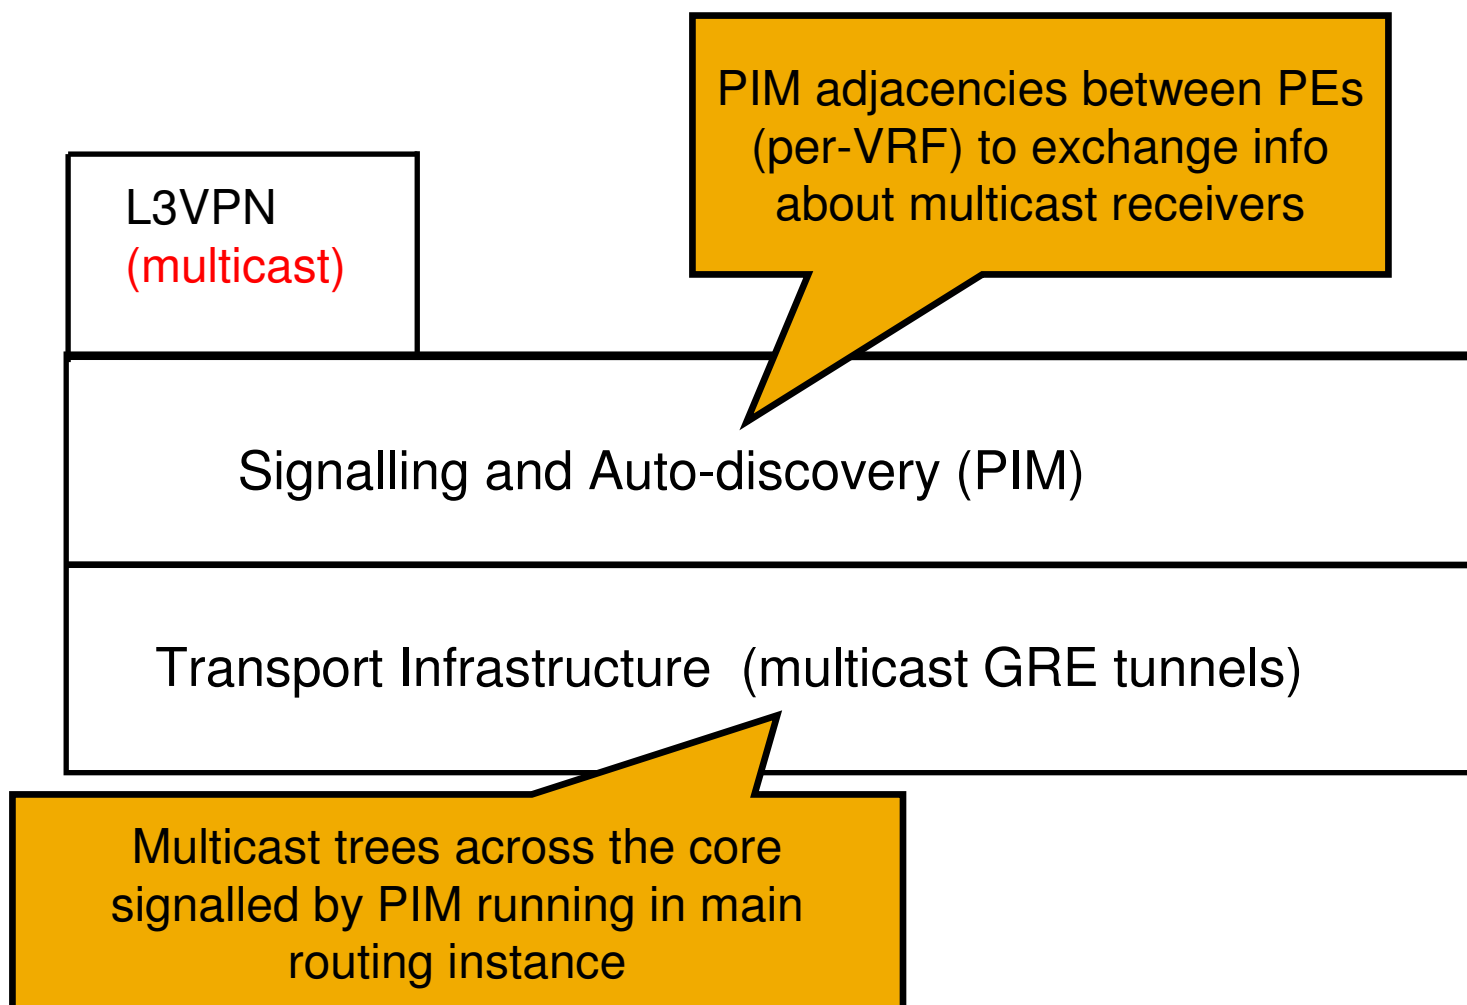 PIM adjacencies between PEs
(per-VRF) to exchange info
about multicast receivers
L3VPN
(multicast)
Signalling and Auto-discovery (PIM)
Transport Infrastructure (multicast GRE tunnels)
Multicast trees across the core
signalled by PIM running in main
routing instance